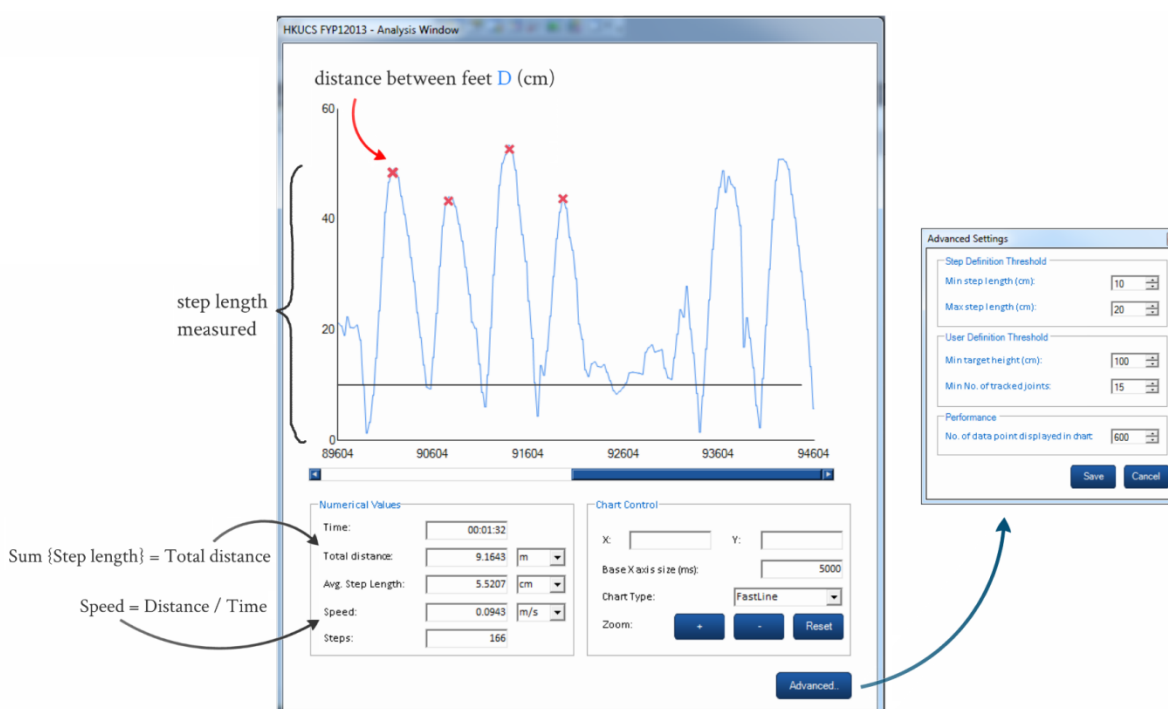 HKUCS FYP12013 - Analysis Window
distance between feet D (cm)
60
40
20
0
89604 90604 91604 92604 93604 94604
step length
measured
Numerical Values
Time: 00:01:32
Total distance: 9.1643 m
Avg. Step Length: 5.5207 cm
Speed: 0.0943 m/s
Steps: 166
Sum {Step length} = Total distance
Speed = Distance / Time
Chart Control
X: Y:
Base X axis size (ms): 5000
Chart Type: FastLine
Zoom: + - Reset
Advanced..
Advanced Settings
Step Definition Threshold
Min step length (cm): 10
Max step length (cm): 20
User Definition Threshold
Min target height (cm): 100
Min No. of tracked joints: 15
Performance
No. of data point displayed in chart: 600
Save Cancel